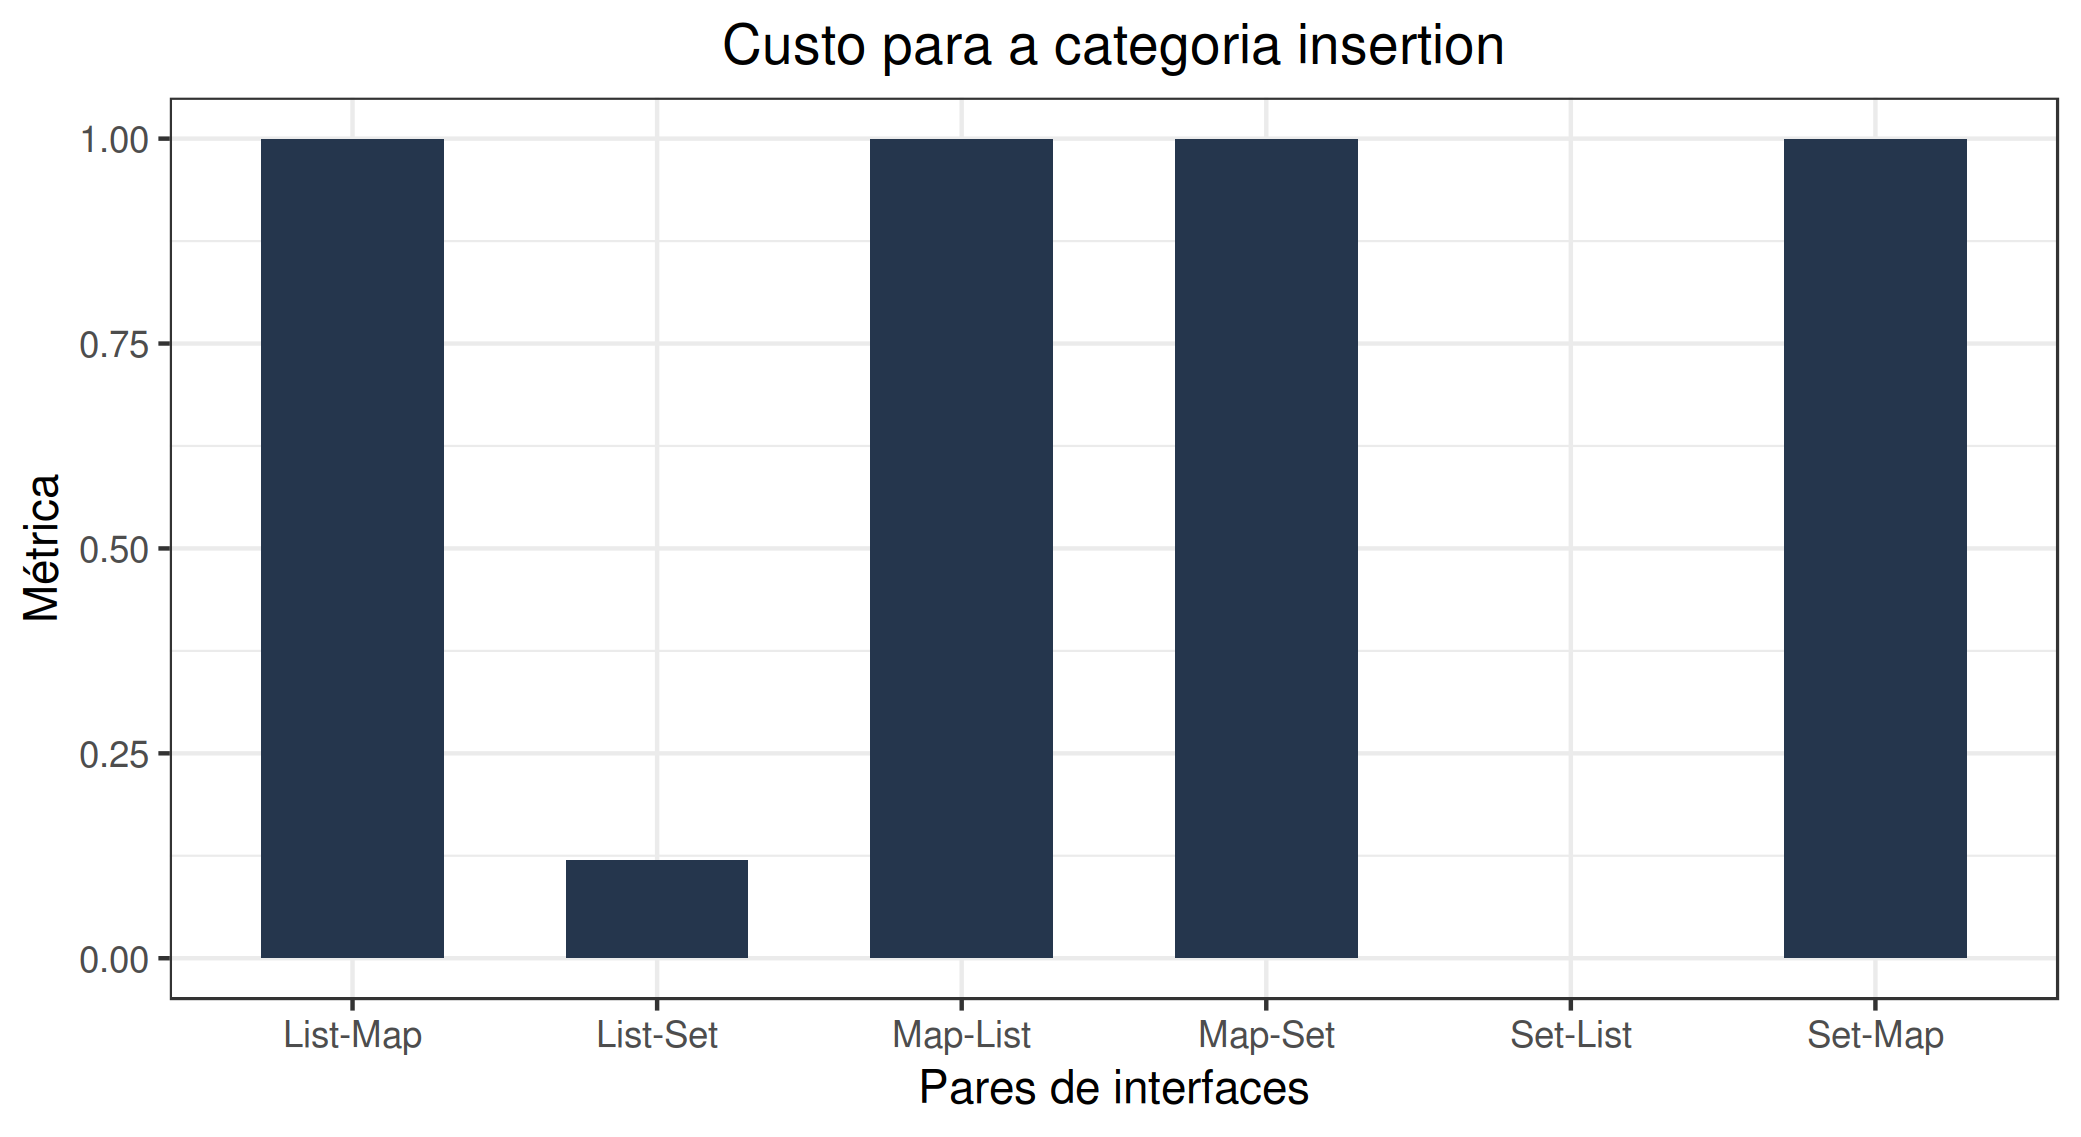 Custo para a categoria insertion
1.00
0.75
0.50
0.25
0.00
Métrica
List-Map List-Set Map-List Map-Set Set-List Set-Map
Pares de interfaces